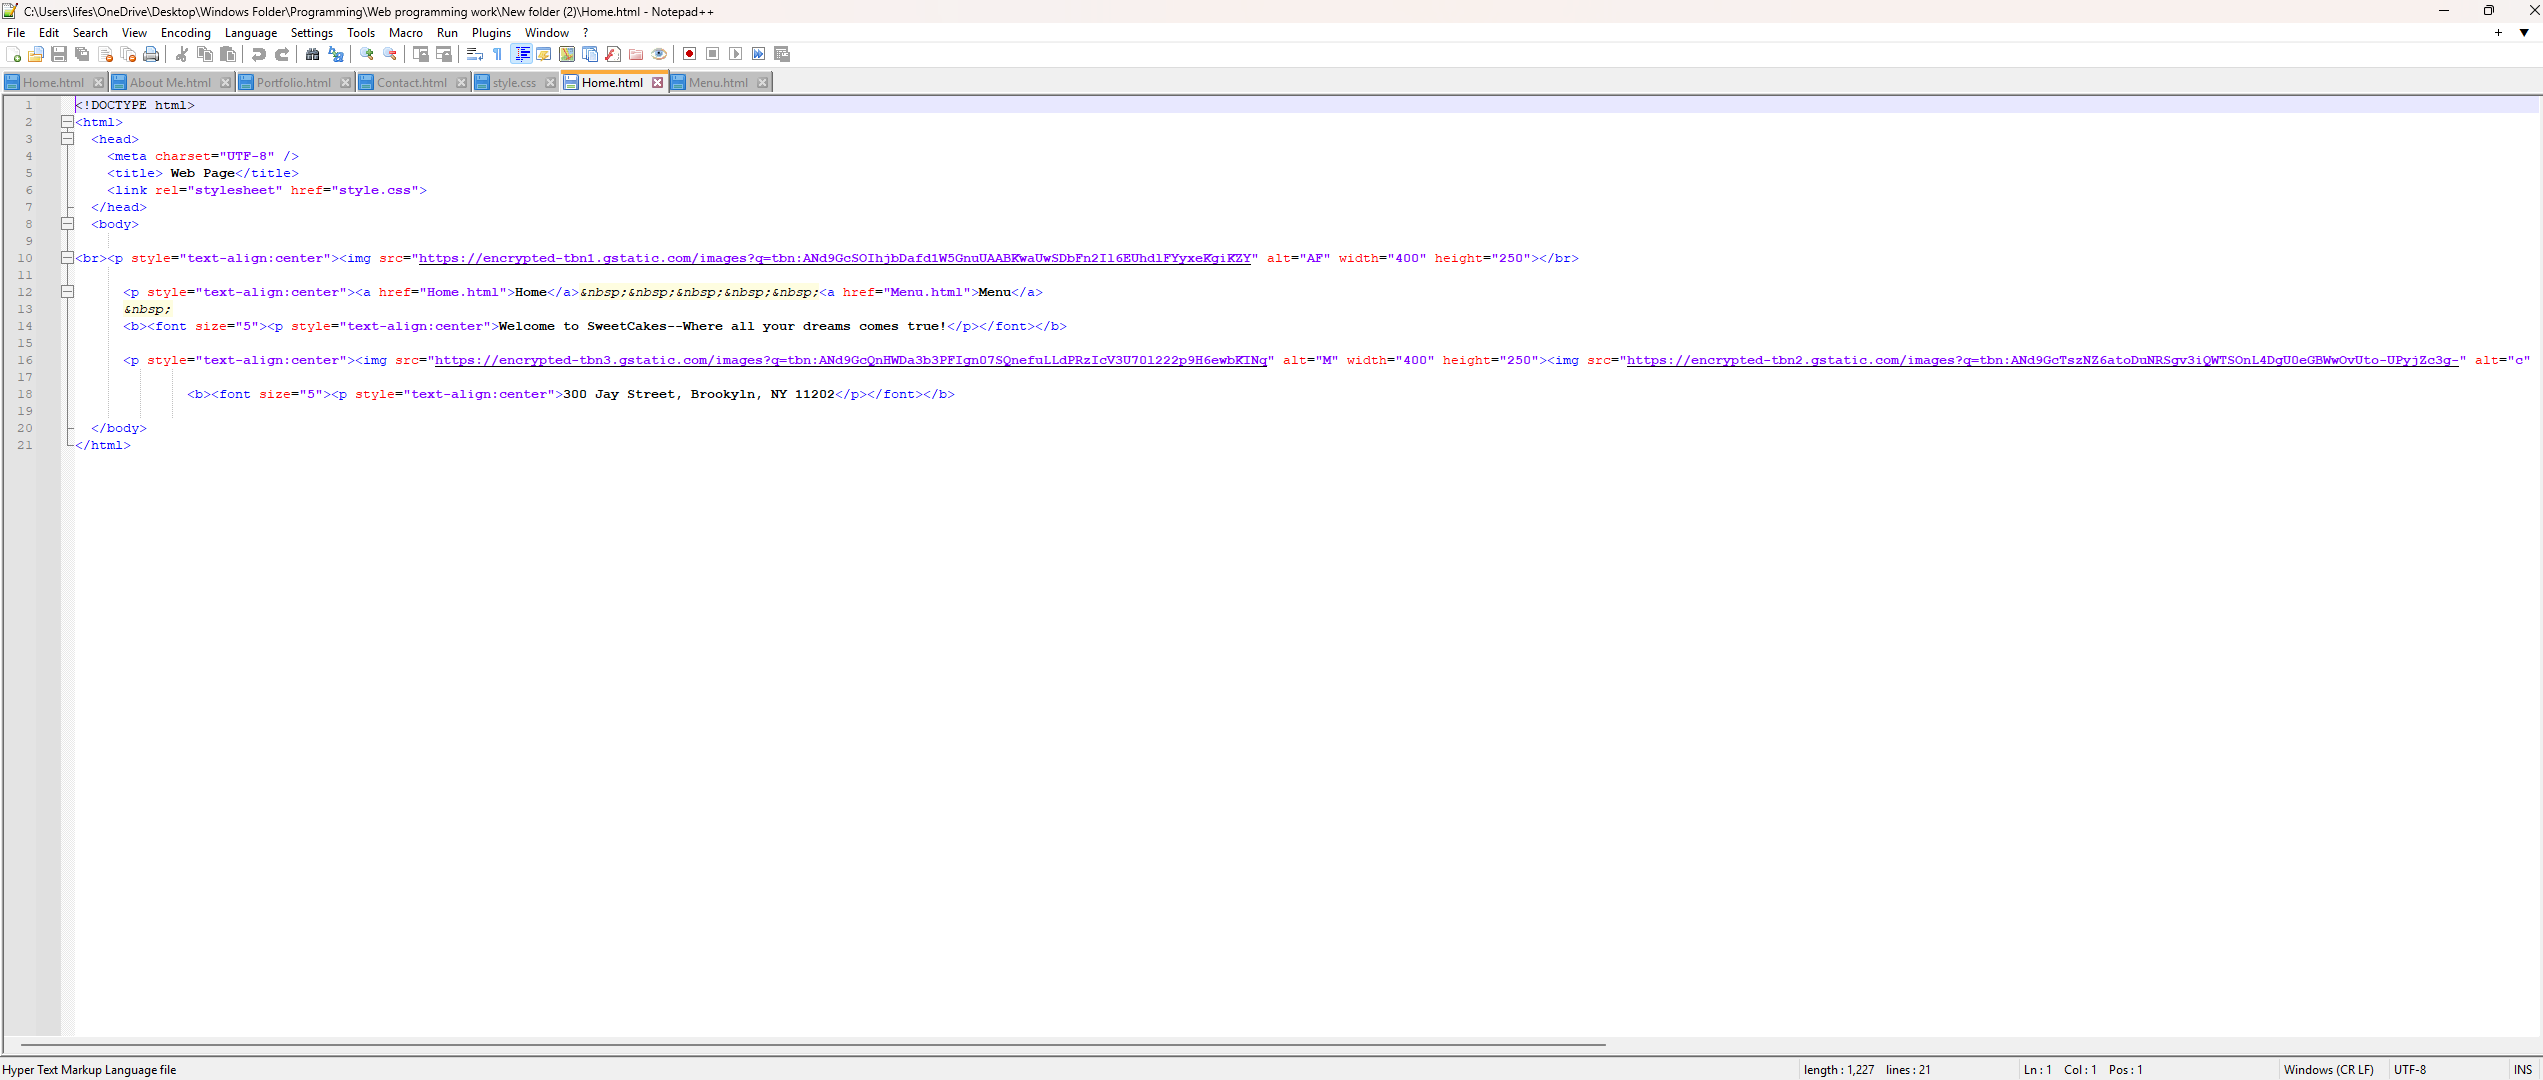 C:\Users\lifes\OneDrive\Desktop\Windows Folder\Programming\Web programming work\New folder (2)\Home.html - Notepad++
File Edit Search View Encoding Language Settings Tools Macro Run Plugins Window ?
Home.html About Me.html Portfolio.html Contact.html style.css Home.html Menu.html
1 <!DOCTYPE html>
2 <html>
3 <head>
4 <meta charset="UTF-8" />
5 <title> Web Page</title>
6 <link rel="stylesheet" href="style.css">
7 </head>
8 <body>
9
10 <br><p style="text-align:center"><img src="https://encrypted-tbn1.gstatic.com/images?q=tbn:ANd9GcSOIhjbDafd1W5GnuUAABKwaUwSDbFn2Il6EUhdlFYyxeKgiKZY" alt="AF" width="400" height="250"></br>
11
12 <p style="text-align:center"><a href="Home.html">Home</a>&nbsp;&nbsp;&nbsp;&nbsp;&nbsp;<a href="Menu.html">Menu</a>
13 &nbsp;
14 <b><font size="5"><p style="text-align:center">Welcome to SweetCakes--Where all your dreams comes true!</p></font></b>
15
16 <p style="text-align:center"><img src="https://encrypted-tbn3.gstatic.com/images?q=tbn:ANd9GcQnHWDa3b3PFIgn07SQnefuLLdPRzIcV3U70l222p9H6ewbKINq" alt="M" width="400" height="250"><img src="https://encrypted-tbn2.gstatic.com/images?q=tbn:ANd9GcTszNZ6atoDuNRSgv3iQWTSOnL4DgU0eGBWwOvUto-UPyjZc3g-" alt="c"
17
18 <b><font size="5"><p style="text-align:center">300 Jay Street, Brookyln, NY 11202</p></font></b>
19
20 </body>
21 </html>
Hyper Text Markup Language file length : 1,227 lines : 21 Ln : 1 Col : 1 Pos : 1 Windows (CR LF) UTF-8 INS